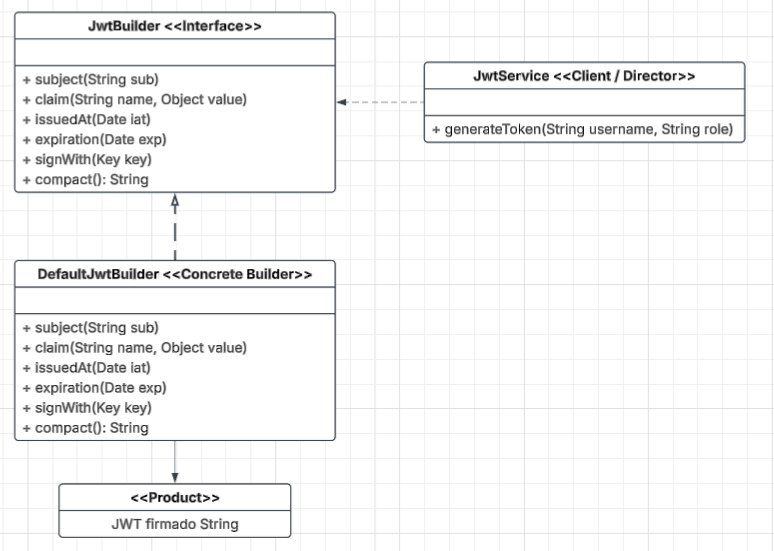 JwtBuilder <<Interface>>
+ subject(String sub)
+ claim(String name, Object value)
+ issuedAt(Date iat)
+ expiration(Date exp)
+ signWith(Key key)
+ compact(): String
JwtService <<Client / Director>>
+ generateToken(String username, String role)
DefaultJwtBuilder <<Concrete Builder>>
+ subject(String sub)
+ claim(String name, Object value)
+ issuedAt(Date iat)
+ expiration(Date exp)
+ signWith(Key key)
+ compact(): String
<<Product>>
JWT firmado String